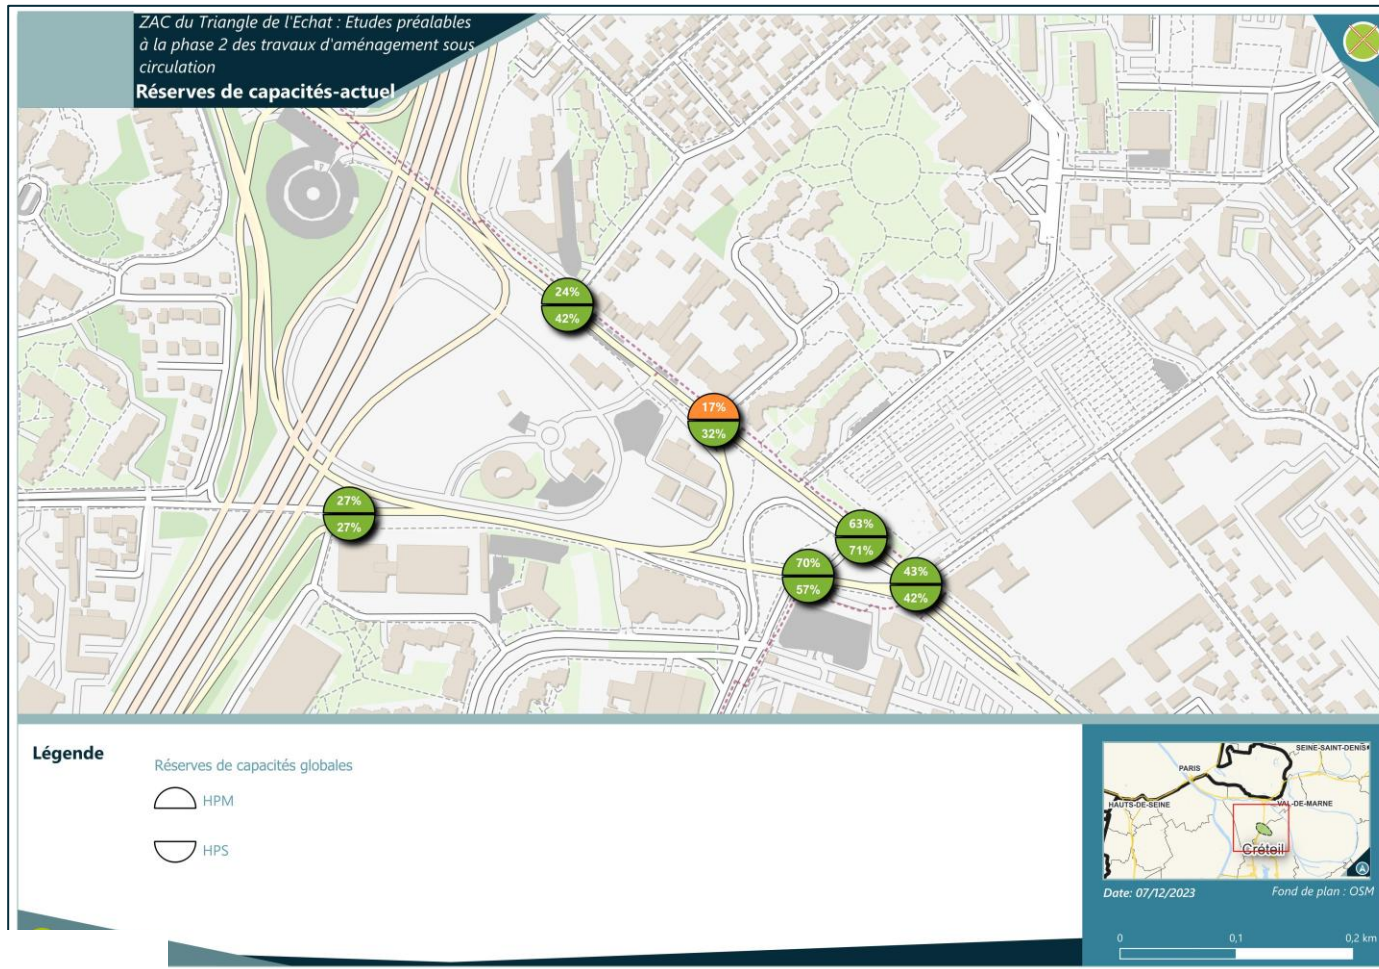 ZAC du Triangle de l'Echat : Etudes préalables
à la phase 2 des travaux d'aménagement sous
circulation
Réserves de capacités-actuel
24%
42%
17%
32%
27%
27%
63%
71%
70%
57%
43%
42%
Légende
Réserves de capacités globales
HPM
HPS
SEINE-SAINT-DENIS
PARIS
HAUTS-DE-SEINE
VAL-DE-MARNE
Créteil
Date: 07/12/2023
Fond de plan : OSM
0 0,1 0,2 km